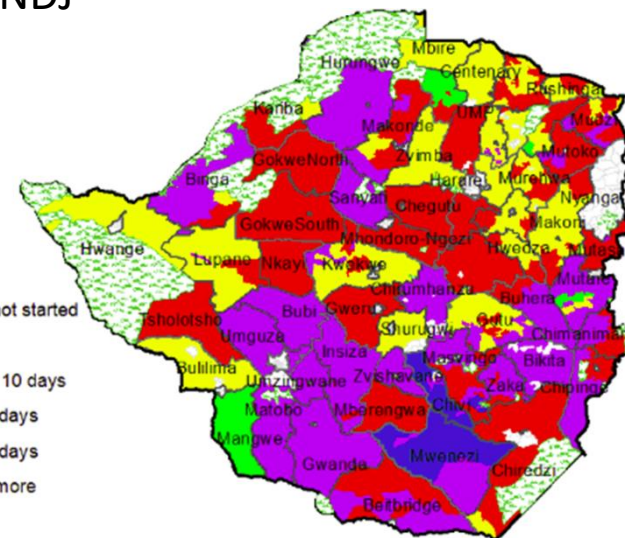 NDJ
Mbire
Hurungwe
Centenary
Rushinga
Kariba
Makonde
UMP
Mudzi
Zvimba
Mutoko
GokweNorth
Binga
Harare
Murehwa
Sanyati
Nyanga
Chegutu
GokweSouth
Makoni
Hwange
Mhondoro-Ngezi
Hwedza
Mutasa
Lupane
Nkayi
Kwekwe
Mutare
not started
Chirumhanzu
Buhera
Tsholotsho
Bubi
Gweru
Gutu
Umguza
Shurugwi
Chimanimani
Insiza
Masvingo
Bikita
Bulilima
10 days
Umzingwane
Zvishavane
Zaka
Chipinge
days
Matobo
Mberengwa
Chivi
Mangwe
days
Mwenezi
Gwanda
Chiredzi
more
Beitbridge